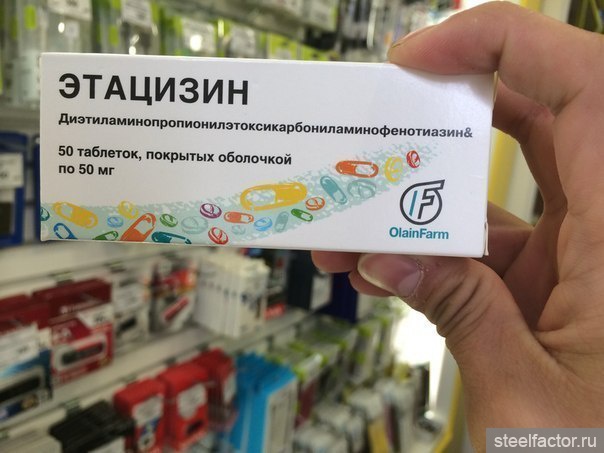 ЭТАЦИЗИН
Диэтиламинопропионилэтоксикарбониламинофенотиазин&
50 таблеток, покрытых оболочкой
по 50 мг
OlainFarm
steelfactor.ru